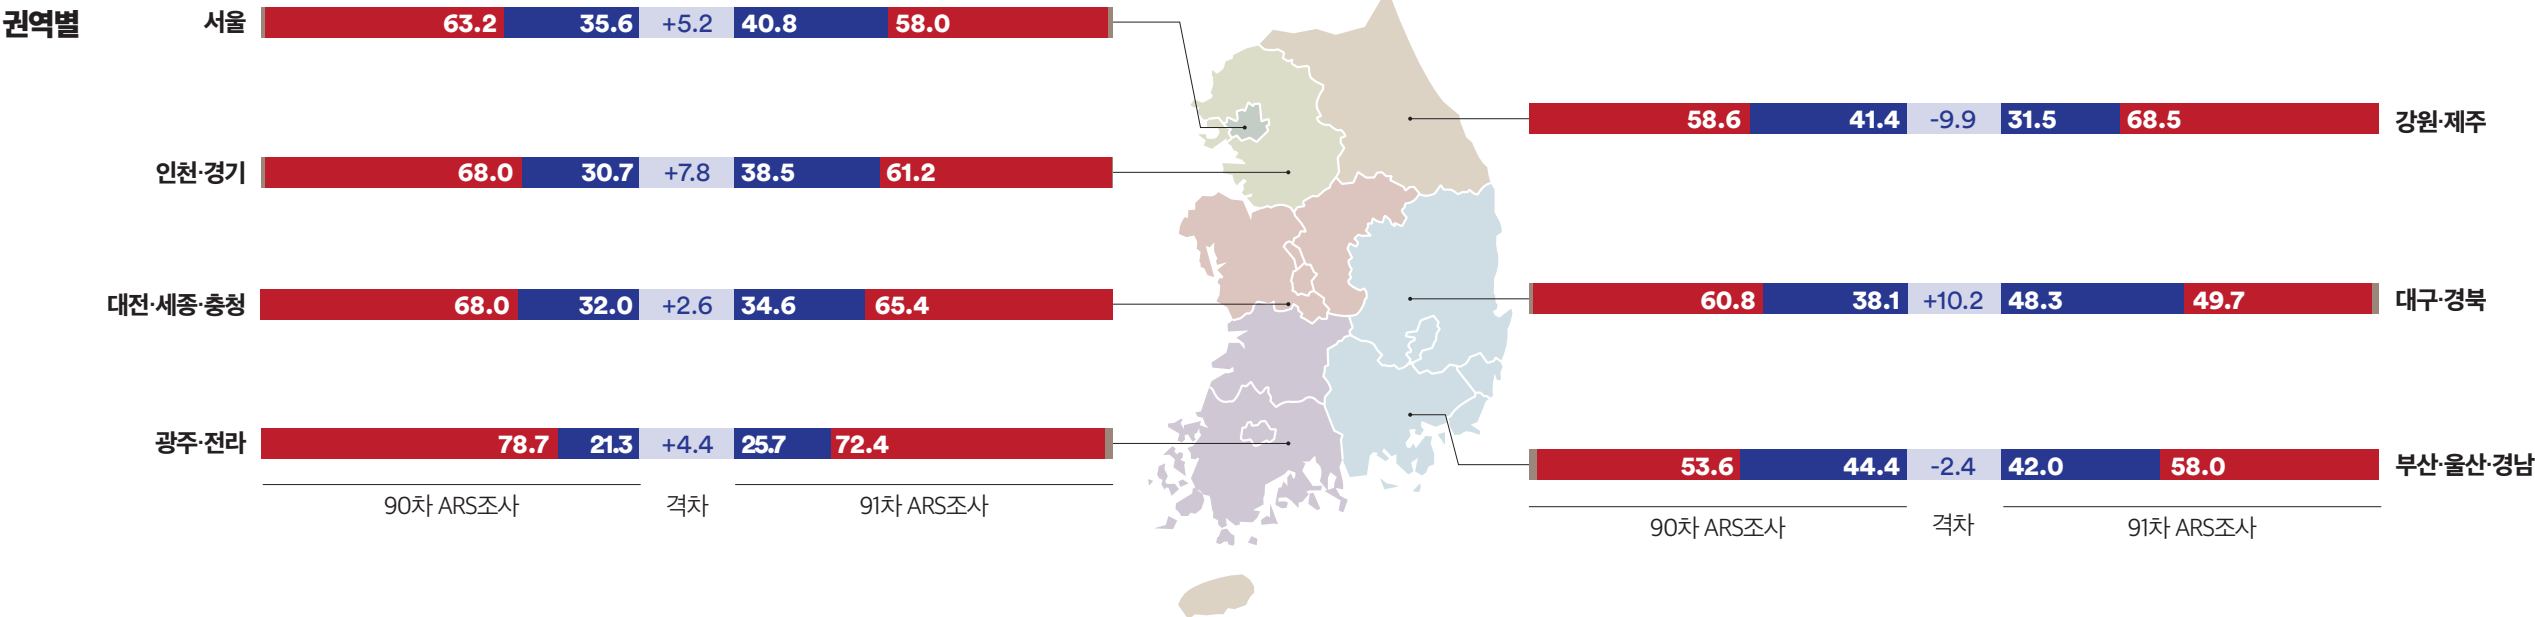 권역별
서울 63.2 35.6 +5.2 40.8 58.0
인천·경기 68.0 30.7 +7.8 38.5 61.2
대전·세종·충청 68.0 32.0 +2.6 34.6 65.4
광주·전라 78.7 21.3 +4.4 25.7 72.4
90차 ARS조사 격차 91차 ARS조사
58.6 41.4 -9.9 31.5 68.5 강원·제주
60.8 38.1 +10.2 48.3 49.7 대구·경북
53.6 44.4 -2.4 42.0 58.0 부산·울산·경남
90차 ARS조사 격차 91차 ARS조사